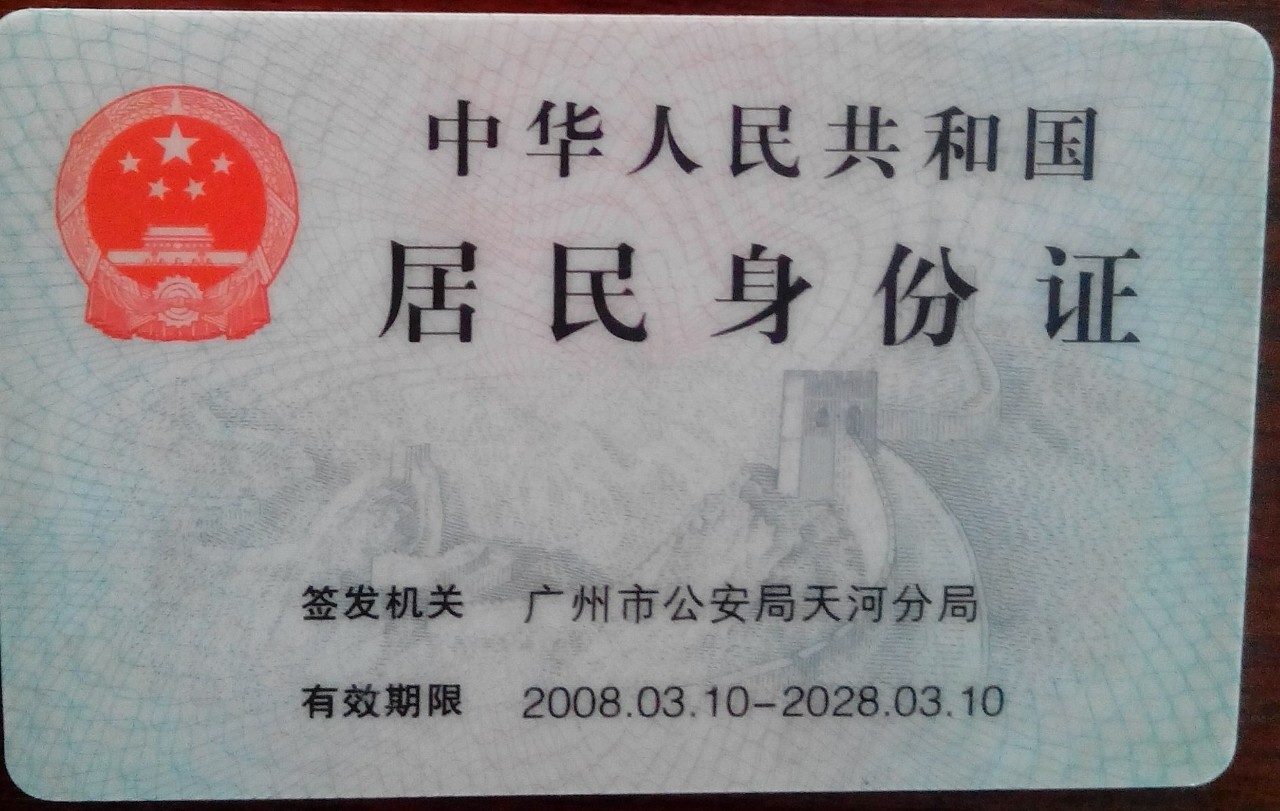 中华人民共和国
居民身份证
签发机关 广州市公安局天河分局
有效期限 2008.03.10-2028.03.10